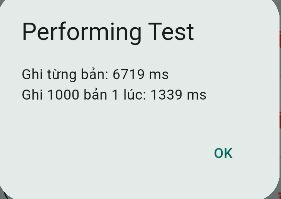 Performing Test
Ghi từng bản: 6719 ms
Ghi 1000 bản 1 lúc: 1339 ms
OK